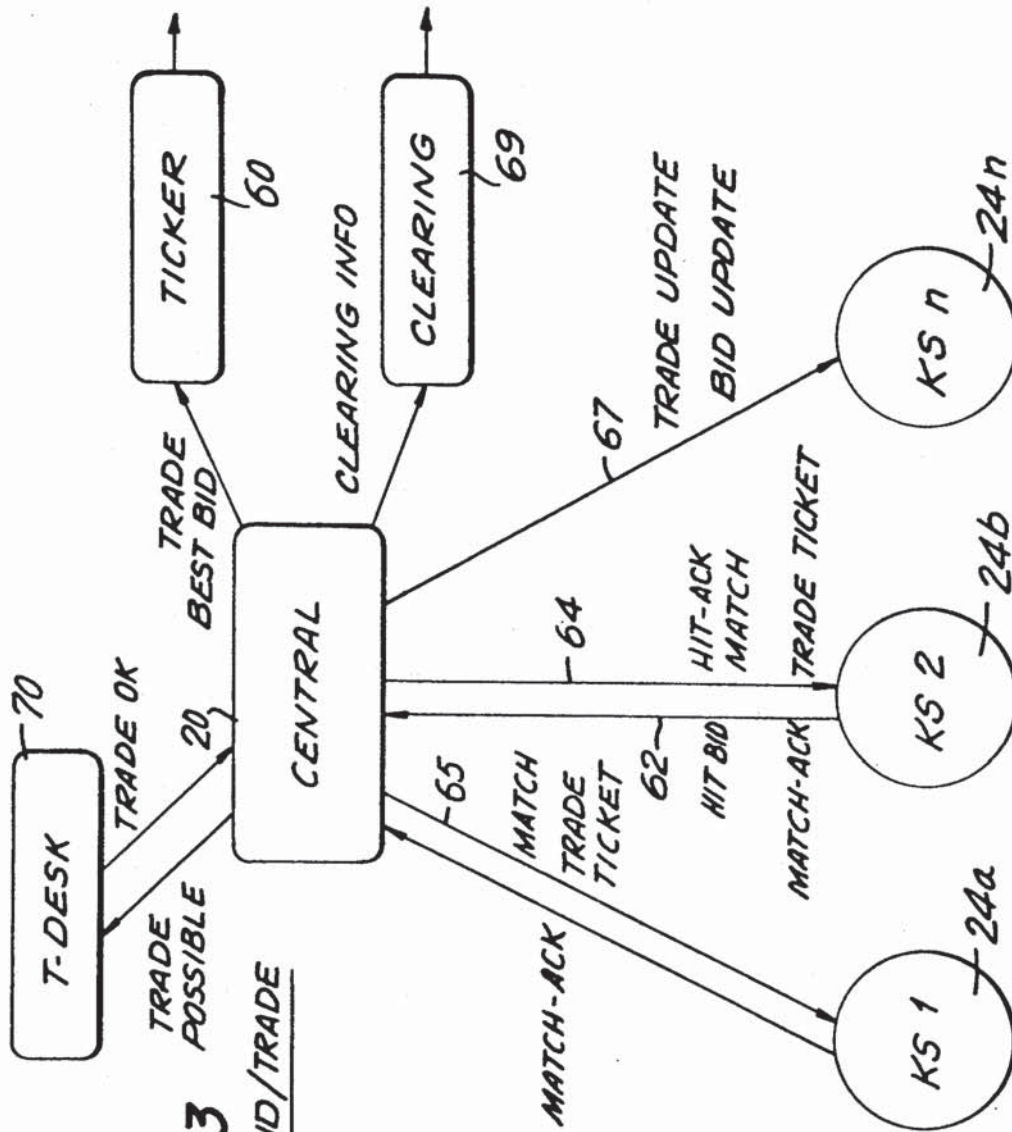 T-DESK
70
TRADE OK
TRADE
POSSIBLE
20
TRADE
BEST BID
TICKER
60
CENTRAL
CLEARING INFO
CLEARING
69
3
ID/TRADE
65
MATCH
TRADE
TICKET
MATCH-ACK
62
HIT BID
MATCH-ACK
64
HIT-ACK
MATCH
TRADE TICKET
67
TRADE UPDATE
BID UPDATE
KS 1
24a
KS 2
24b
KS n
24n